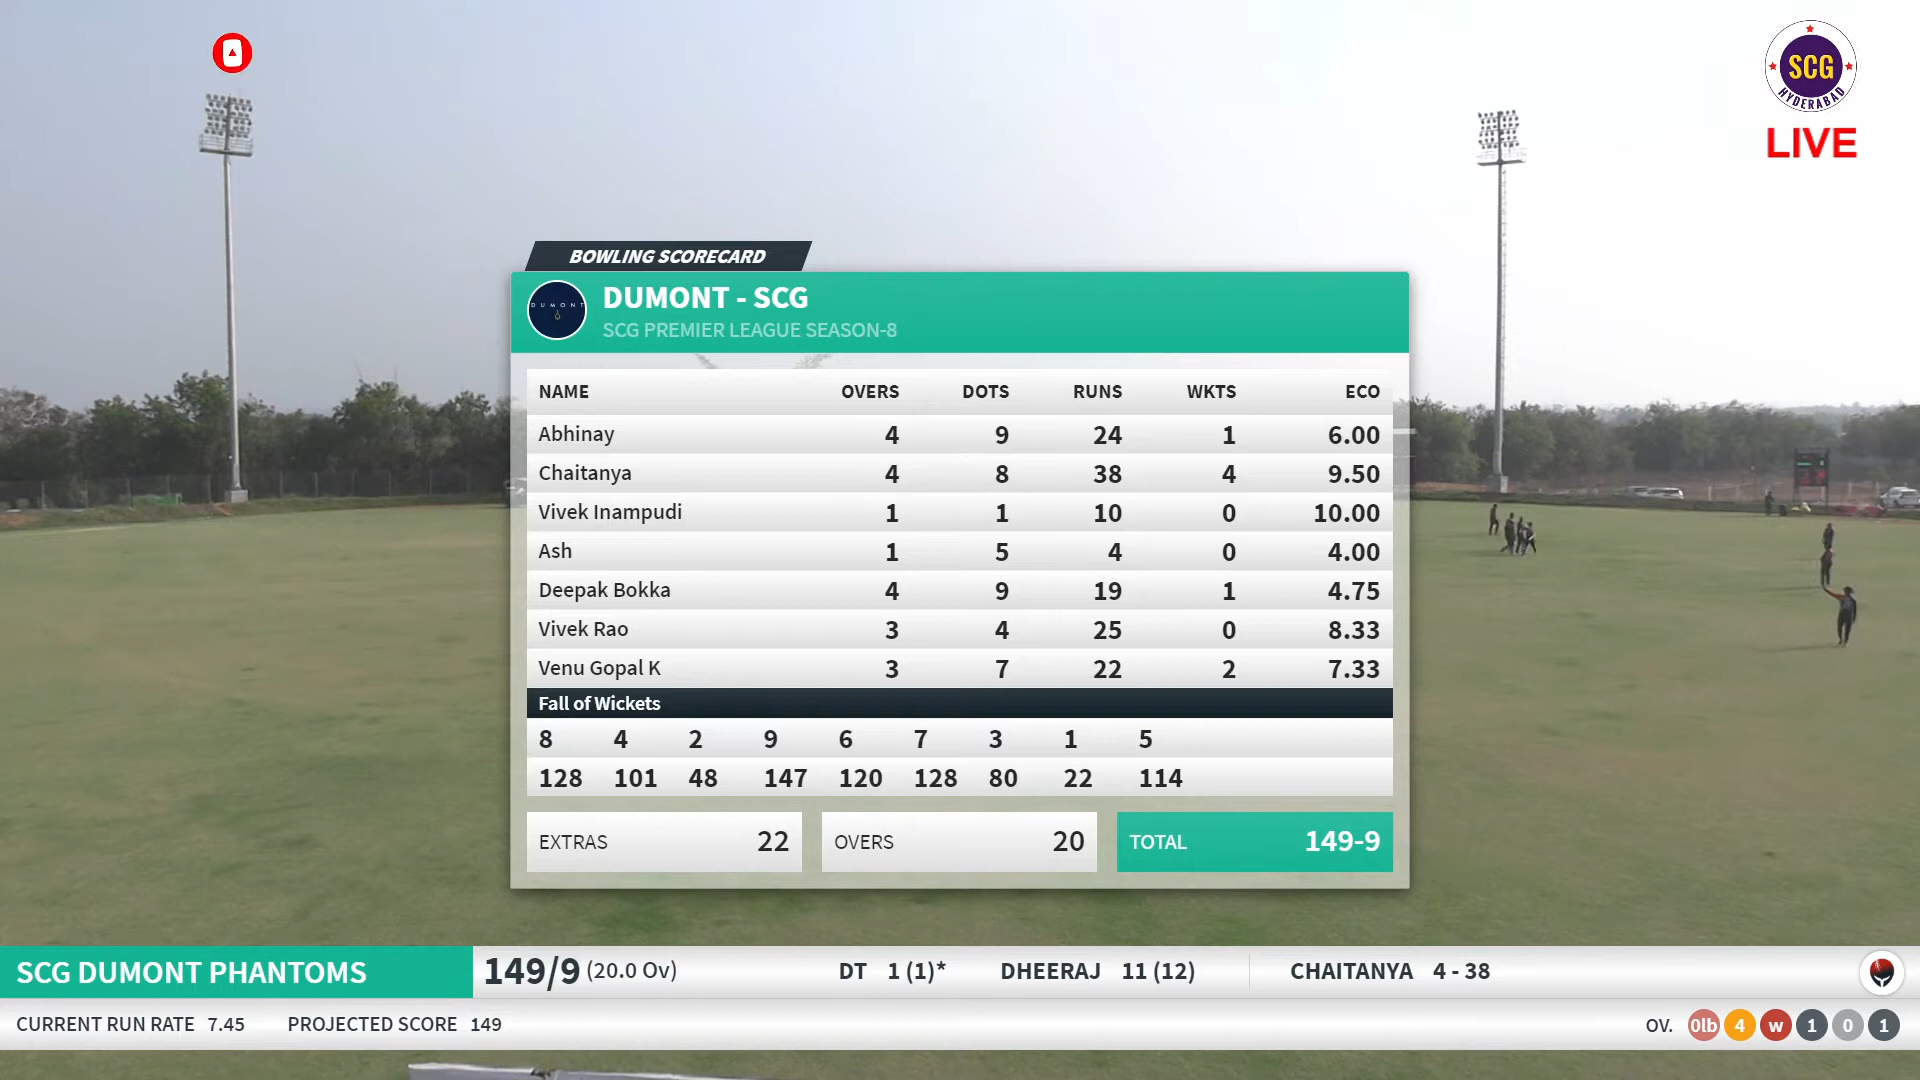 SCG
HYDERABAD
LIVE
BOWLING SCORECARD
DUMONT
DUMONT - SCG
SCG PREMIER LEAGUE SEASON-8
NAME OVERS DOTS RUNS WKTS ECO
Abhinay 4 9 24 1 6.00
Chaitanya 4 8 38 4 9.50
Vivek Inampudi 1 1 10 0 10.00
Ash 1 5 4 0 4.00
Deepak Bokka 4 9 19 1 4.75
Vivek Rao 3 4 25 0 8.33
Venu Gopal K 3 7 22 2 7.33
Fall of Wickets
8 4 2 9 6 7 3 1 5
128 101 48 147 120 128 80 22 114
EXTRAS 22 OVERS 20 TOTAL 149-9
SCG DUMONT PHANTOMS 149/9 (20.0 Ov) DT 1 (1)* DHEERAJ 11 (12) CHAITANYA 4 - 38
CURRENT RUN RATE 7.45 PROJECTED SCORE 149 OV. 0lb 4 w 1 0 1